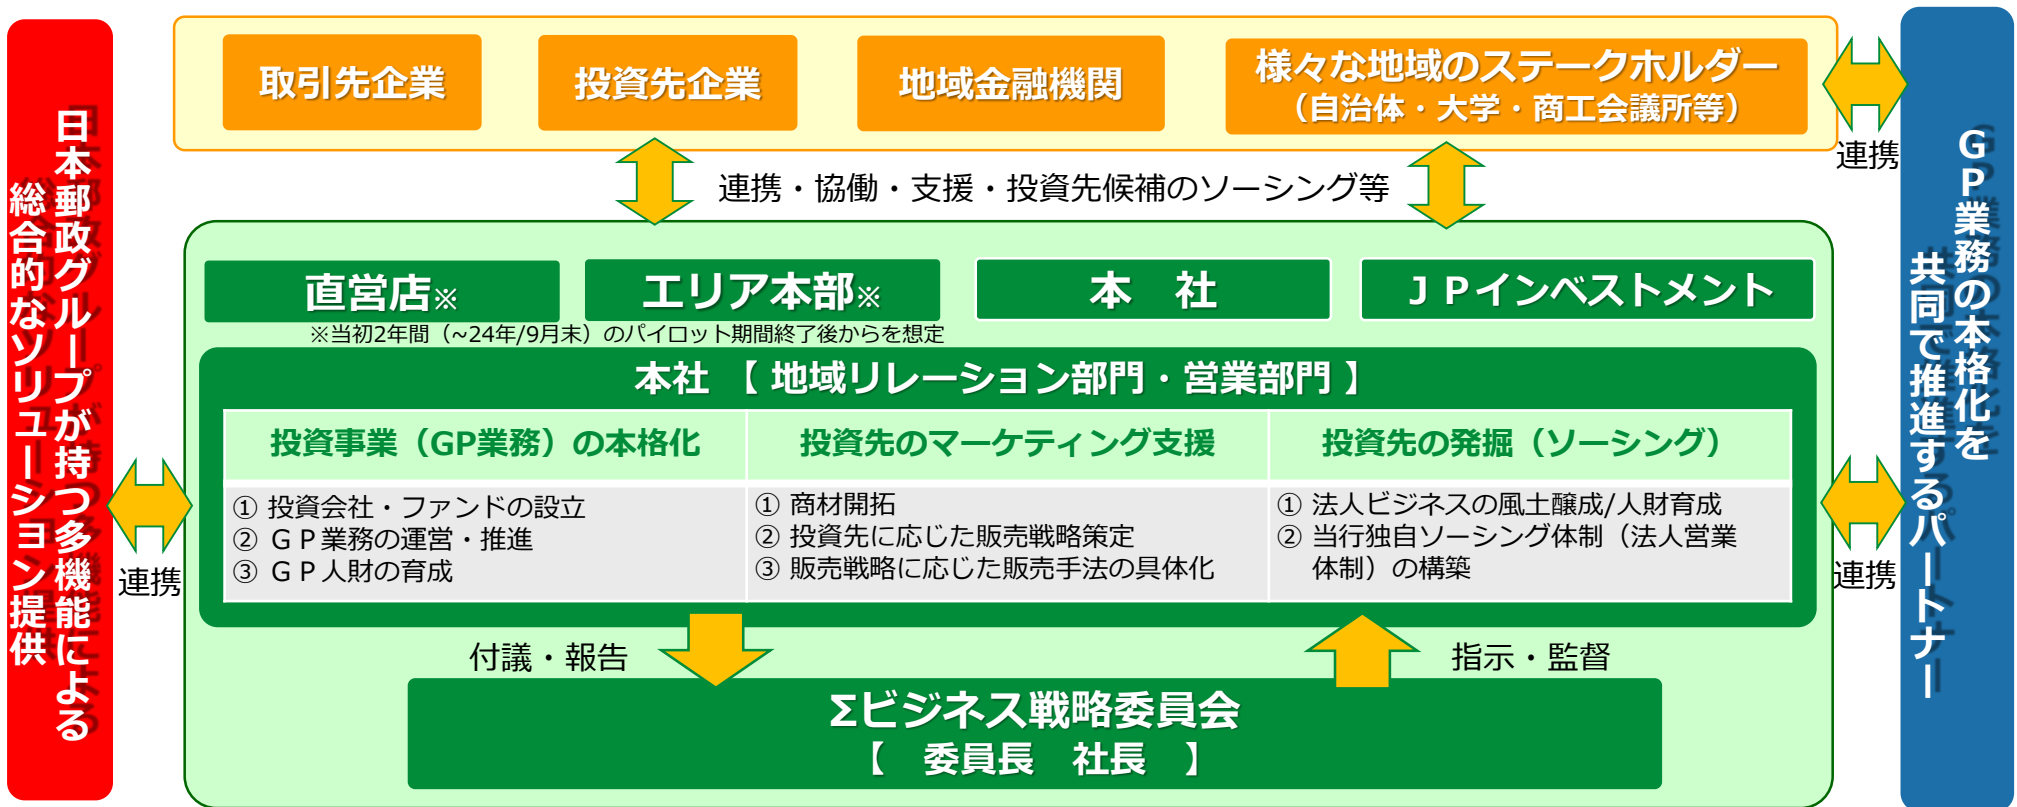 日本郵政グループが持つ多機能による
総合的なソリューション提供
取引先企業
投資先企業
地域金融機関
様々な地域のステークホルダー
（自治体・大学・商工会議所等）
連携
GP業務の本格化を
共同で推進するパートナー
連携・協働・支援・投資先候補のソーシング等
直営店※
エリア本部※
本　社
ＪＰインベストメント
※当初2年間（~24年/9月末）のパイロット期間終了後からを想定
本社 【 地域リレーション部門・営業部門 】
投資事業（GP業務）の本格化
投資先のマーケティング支援
投資先の発掘（ソーシング）
① 投資会社・ファンドの設立
② ＧＰ業務の運営・推進
③ ＧＰ人財の育成
① 商材開拓
② 投資先に応じた販売戦略策定
③ 販売戦略に応じた販売手法の具体化
① 法人ビジネスの風土醸成/人財育成
② 当行独自ソーシング体制（法人営業
体制）の構築
連携
連携
付議・報告
指示・監督
Σビジネス戦略委員会
【　委員長　社長　】